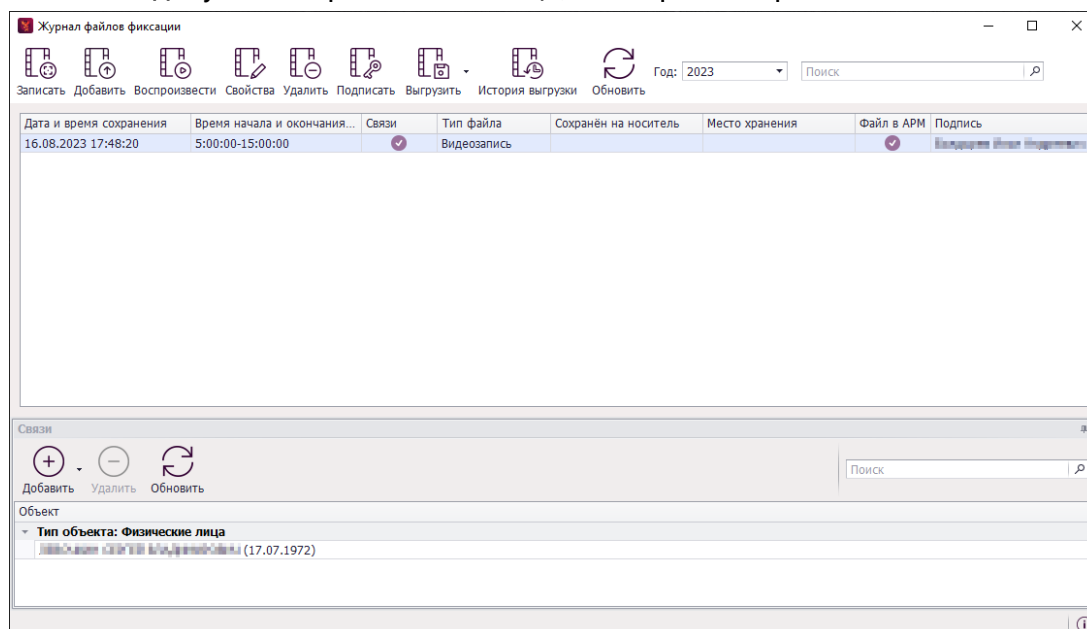 Журнал файлов фиксации
Записать Добавить Воспроизвести Свойства Удалить Подписать Выгрузить История выгрузки Обновить Год: 2023 Поиск
Дата и время сохранения Время начала и окончания... Связи Тип файла Сохранён на носитель Место хранения Файл в АРМ Подпись
16.08.2023 17:48:20 5:00:00-15:00:00 Видеозапись
Связи
Добавить Удалить Обновить Поиск
Объект
Тип объекта: Физические лица
(17.07.1972)